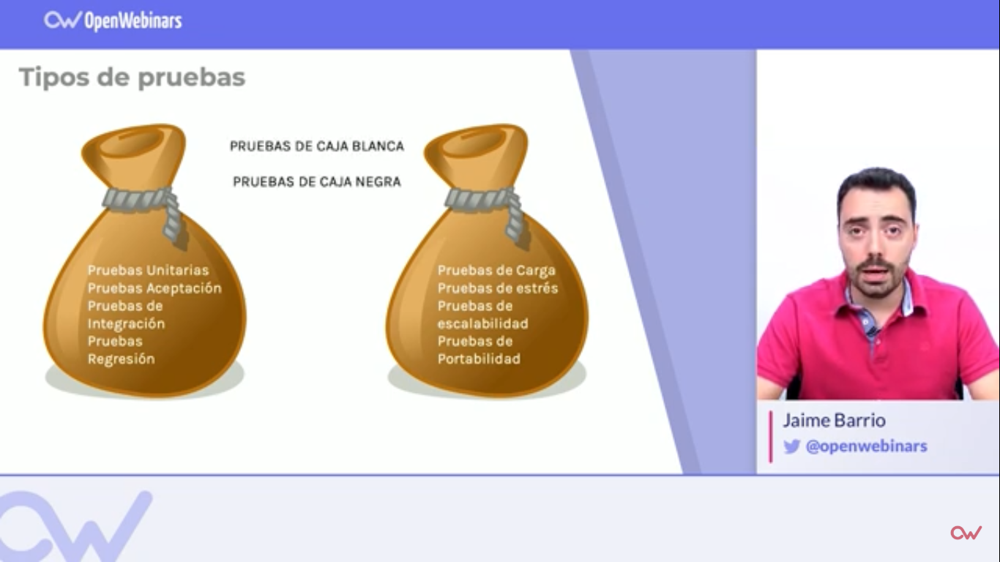 OpenWebinars
Tipos de pruebas
PRUEBAS DE CAJA BLANCA
PRUEBAS DE CAJA NEGRA
Pruebas Unitarias
Pruebas Aceptación
Pruebas de
Integración
Pruebas
Regresión
Pruebas de Carga
Pruebas de estrés
Pruebas de
escalabilidad
Pruebas de
Portabilidad
Jaime Barrio
@openwebinars